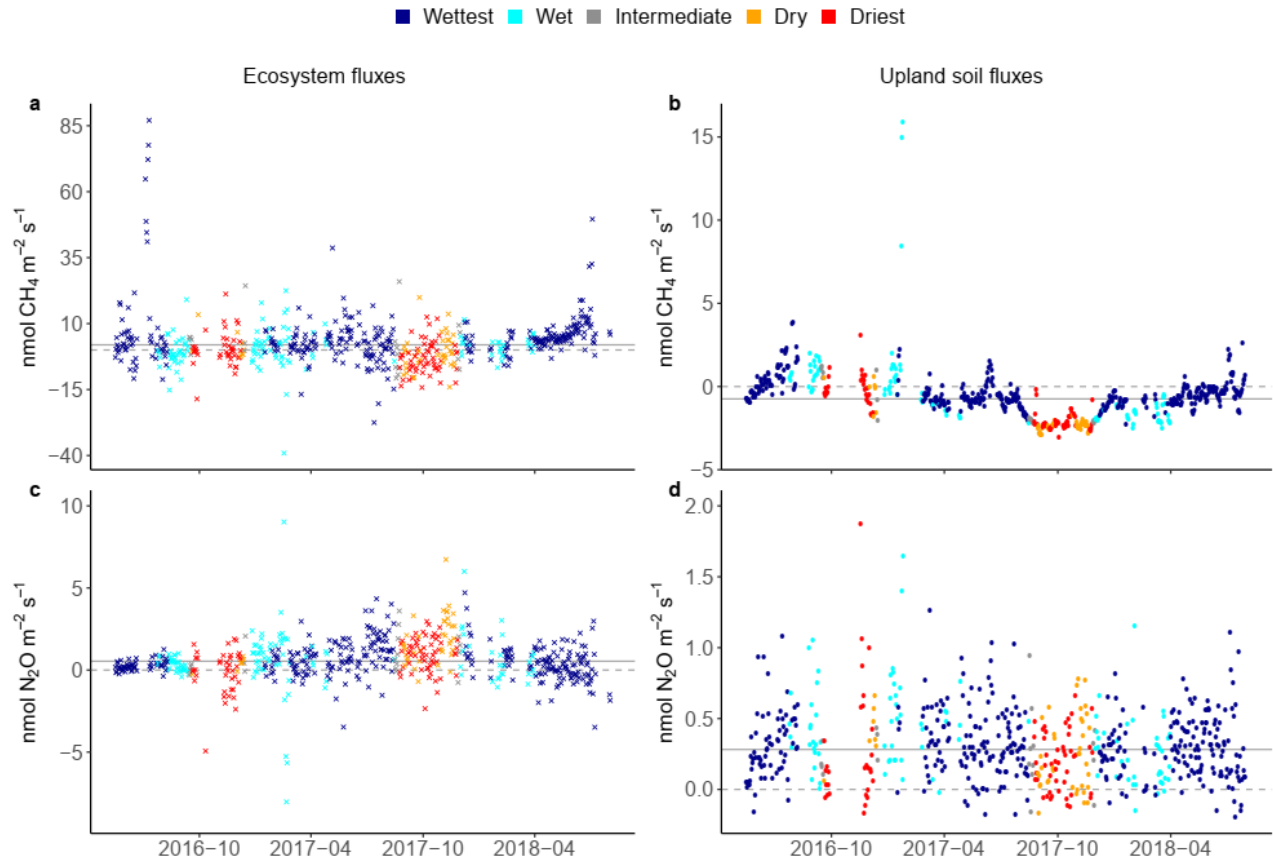 Wettest Wet Intermediate Dry Driest
Ecosystem fluxes
Upland soil fluxes
a
85
60
35
10
−15
−40
nmol CH₄ m⁻² s⁻¹
b
15
10
5
0
−5
nmol CH₄ m⁻² s⁻¹
c
10
5
0
−5
nmol N₂O m⁻² s⁻¹
2016−10 2017−04 2017−10 2018−04
d
2.0
1.5
1.0
0.5
0.0
nmol N₂O m⁻² s⁻¹
2016−10 2017−04 2017−10 2018−04